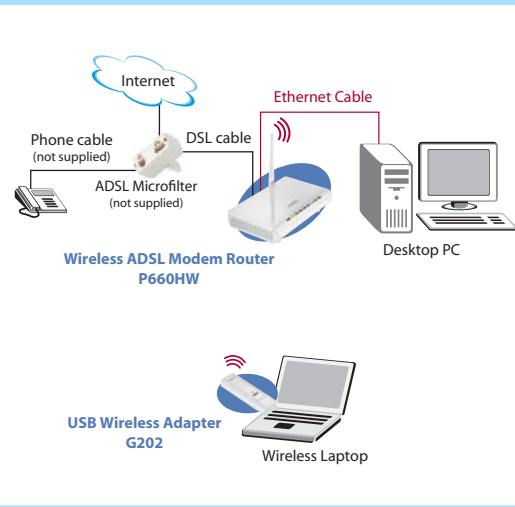 Internet
Ethernet Cable
Phone cable
(not supplied)
DSL cable
ADSL Microfilter
(not supplied)
Desktop PC
Wireless ADSL Modem Router
P660HW
USB Wireless Adapter
G202
Wireless Laptop